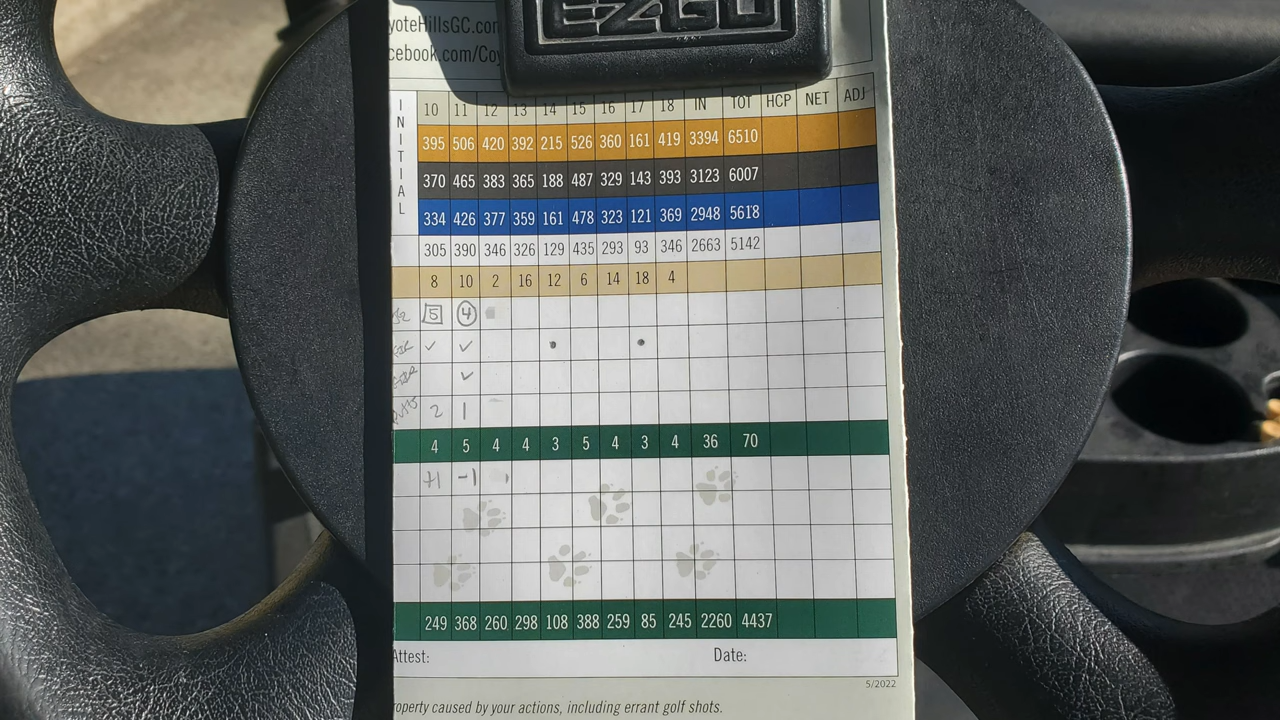 EZGO
yoteHillsGC.com
cebook.com/Coy
INITIAL 10 11 12 13 14 15 16 17 18 IN TOT HCP NET ADJ
395 506 420 392 215 526 360 161 419 3394 6510
370 465 383 365 188 487 329 143 393 3123 6007
334 426 377 359 161 478 323 121 369 2948 5618
305 390 346 326 129 435 293 93 346 2663 5142
8 10 2 16 12 6 14 18 4
5 4
2 1
4 5 4 4 3 5 4 3 4 36 70
+1 -1
249 368 260 298 108 388 259 85 245 2260 4437
Attest: Date:
5/2022
roperty caused by your actions, including errant golf shots.